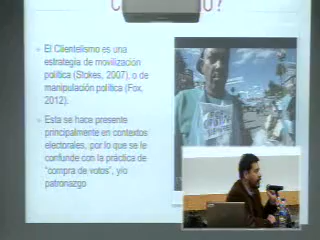 El Clientelismo es una
estrategia de movilización
política (Stokes, 2007), o de
manipulación política (Fox,
2012).
Esta se hace presente
principalmente en contextos
electorales, por lo que se le
confunde con la práctica de
"compra de votos", y/o
patronazgo